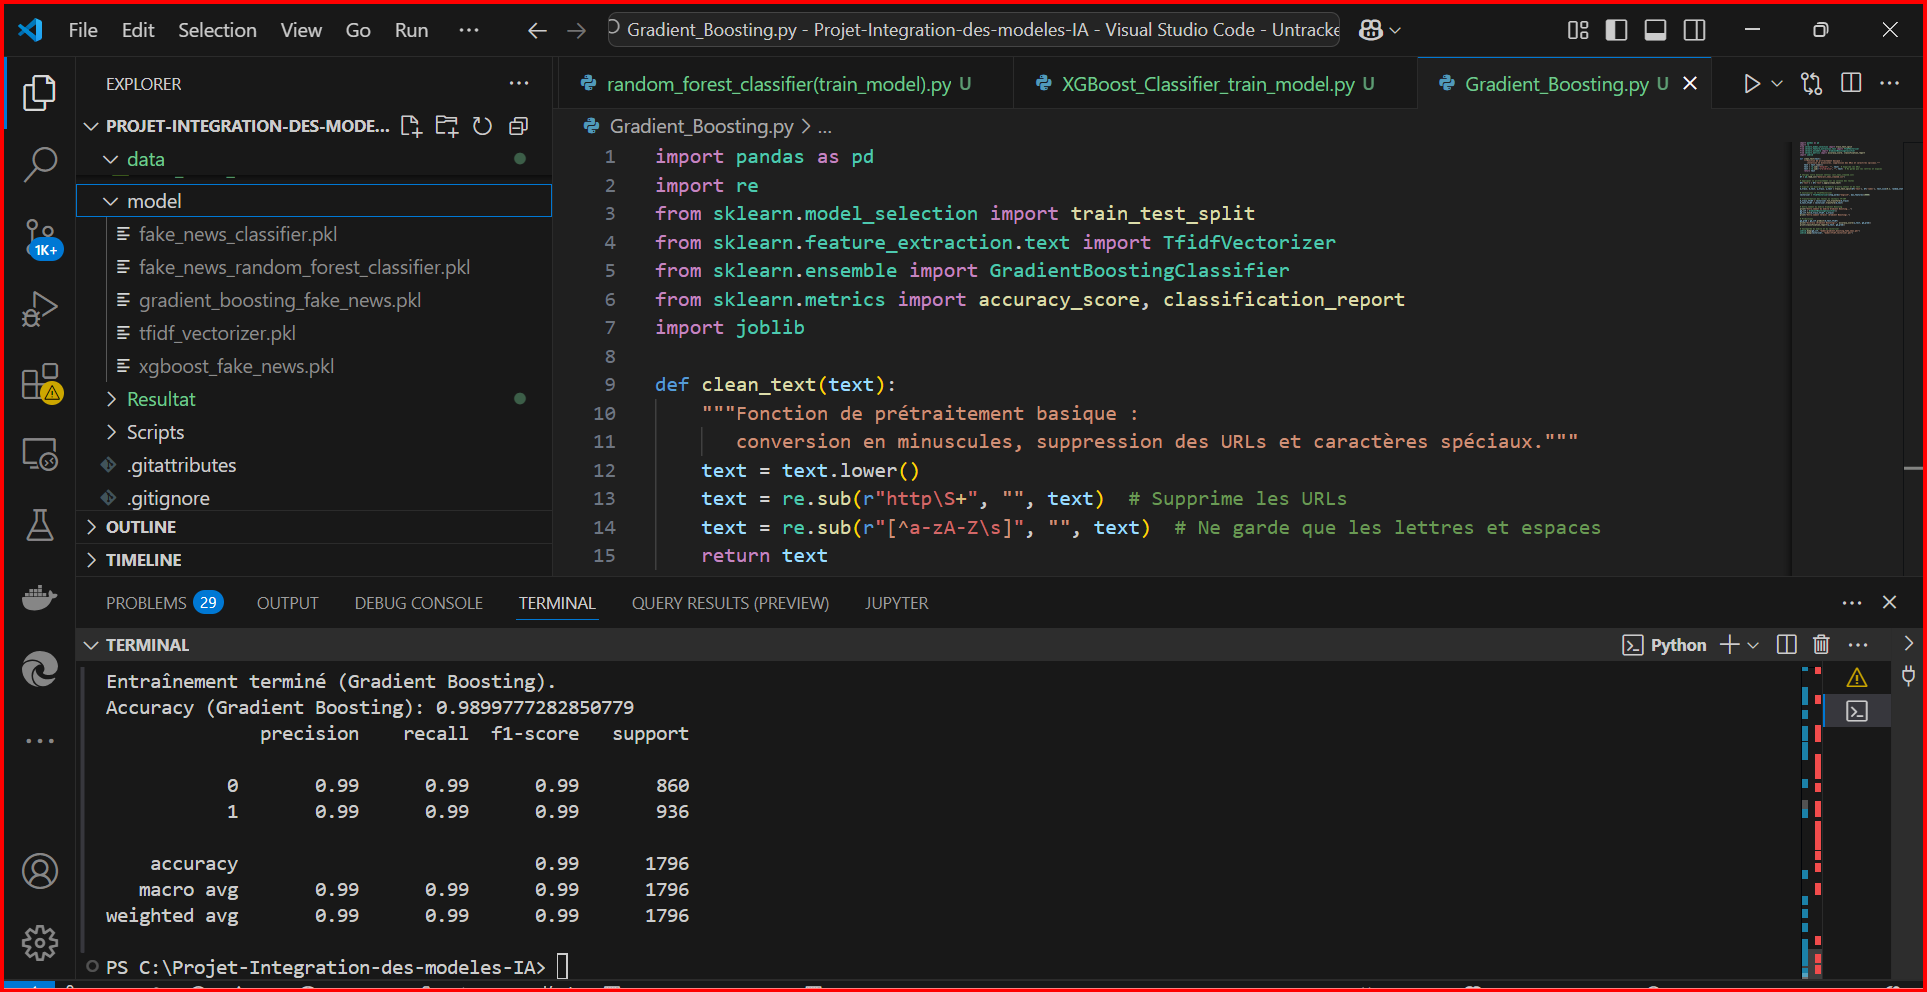 File Edit Selection View Go Run ··· Gradient_Boosting.py - Projet-Integration-des-modeles-IA - Visual Studio Code - Untracke
EXPLORER
PROJET-INTEGRATION-DES-MODE...
data
model
fake_news_classifier.pkl
fake_news_random_forest_classifier.pkl
gradient_boosting_fake_news.pkl
tfidf_vectorizer.pkl
xgboost_fake_news.pkl
Resultat
Scripts
.gitattributes
.gitignore
OUTLINE
TIMELINE
1K+
random_forest_classifier(train_model).py U XGBoost_Classifier_train_model.py U Gradient_Boosting.py U
Gradient_Boosting.py > ...
1 import pandas as pd
2 import re
3 from sklearn.model_selection import train_test_split
4 from sklearn.feature_extraction.text import TfidfVectorizer
5 from sklearn.ensemble import GradientBoostingClassifier
6 from sklearn.metrics import accuracy_score, classification_report
7 import joblib
8
9 def clean_text(text):
10 """Fonction de prétraitement basique :
11 conversion en minuscules, suppression des URLs et caractères spéciaux."""
12 text = text.lower()
13 text = re.sub(r"http\S+", "", text) # Supprime les URLs
14 text = re.sub(r"[^a-zA-Z\s]", "", text) # Ne garde que les lettres et espaces
15 return text
PROBLEMS 29 OUTPUT DEBUG CONSOLE TERMINAL QUERY RESULTS (PREVIEW) JUPYTER
TERMINAL Python
Entraînement terminé (Gradient Boosting).
Accuracy (Gradient Boosting): 0.9899777282850779
precision recall f1-score support
0 0.99 0.99 0.99 860
1 0.99 0.99 0.99 936
accuracy 0.99 1796
macro avg 0.99 0.99 0.99 1796
weighted avg 0.99 0.99 0.99 1796
PS C:\Projet-Integration-des-modeles-IA>